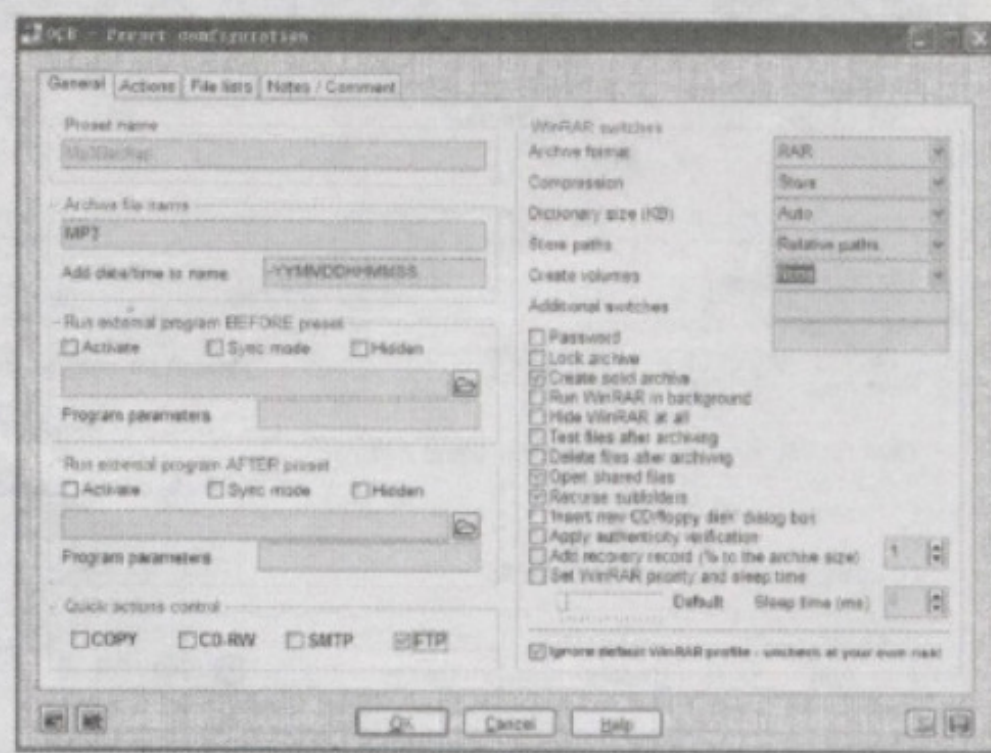 OCB - Preset configuration
General Actions File lists Notes / Comment
Preset name
Archive file name
MP3
Add date/time to name -YYMMDDHHMMSS
Run external program BEFORE preset
Activate Sync mode Hidden
Program parameters
Run external program AFTER preset
Activate Sync mode Hidden
Program parameters
Quick actions control
COPY CD-RW SMTP FTP
WinRAR switches
Archive format RAR
Compression Store
Dictionary size (KB) Auto
Store paths Relative paths
Create volumes None
Additional switches
Password
Lock archive
Create solid archive
Run WinRAR in background
Hide WinRAR at all
Test files after archiving
Delete files after archiving
Open shared files
Recurse subfolders
Insert new CD/floppy disk dialog box
Apply authenticity verification
Add recovery record (% to the archive size) 1
Set WinRAR priority and sleep time
Default Sleep time (ms)
Ignore default WinRAR profile - uncheck at your own risk!
OK Cancel Help